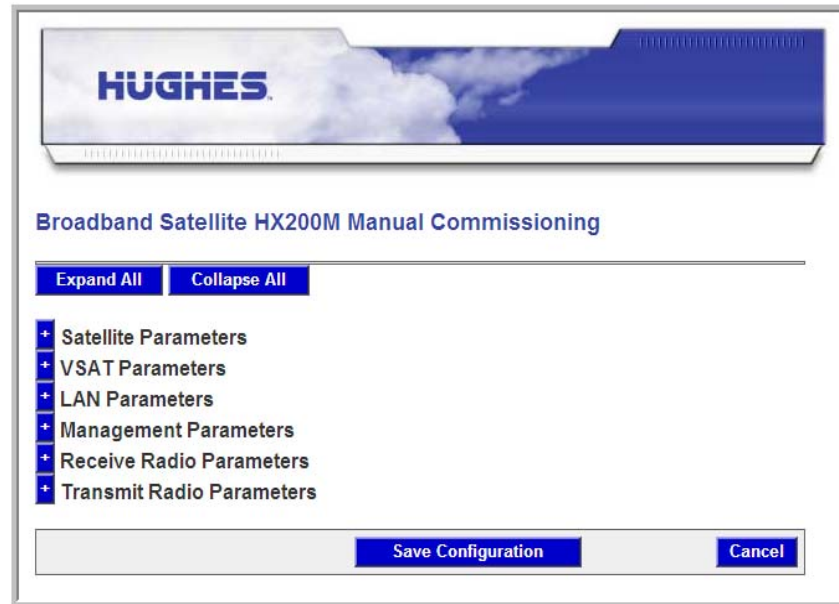 HUGHES.
Broadband Satellite HX200M Manual Commissioning
Expand All Collapse All
+ Satellite Parameters
+ VSAT Parameters
+ LAN Parameters
+ Management Parameters
+ Receive Radio Parameters
+ Transmit Radio Parameters
Save Configuration Cancel